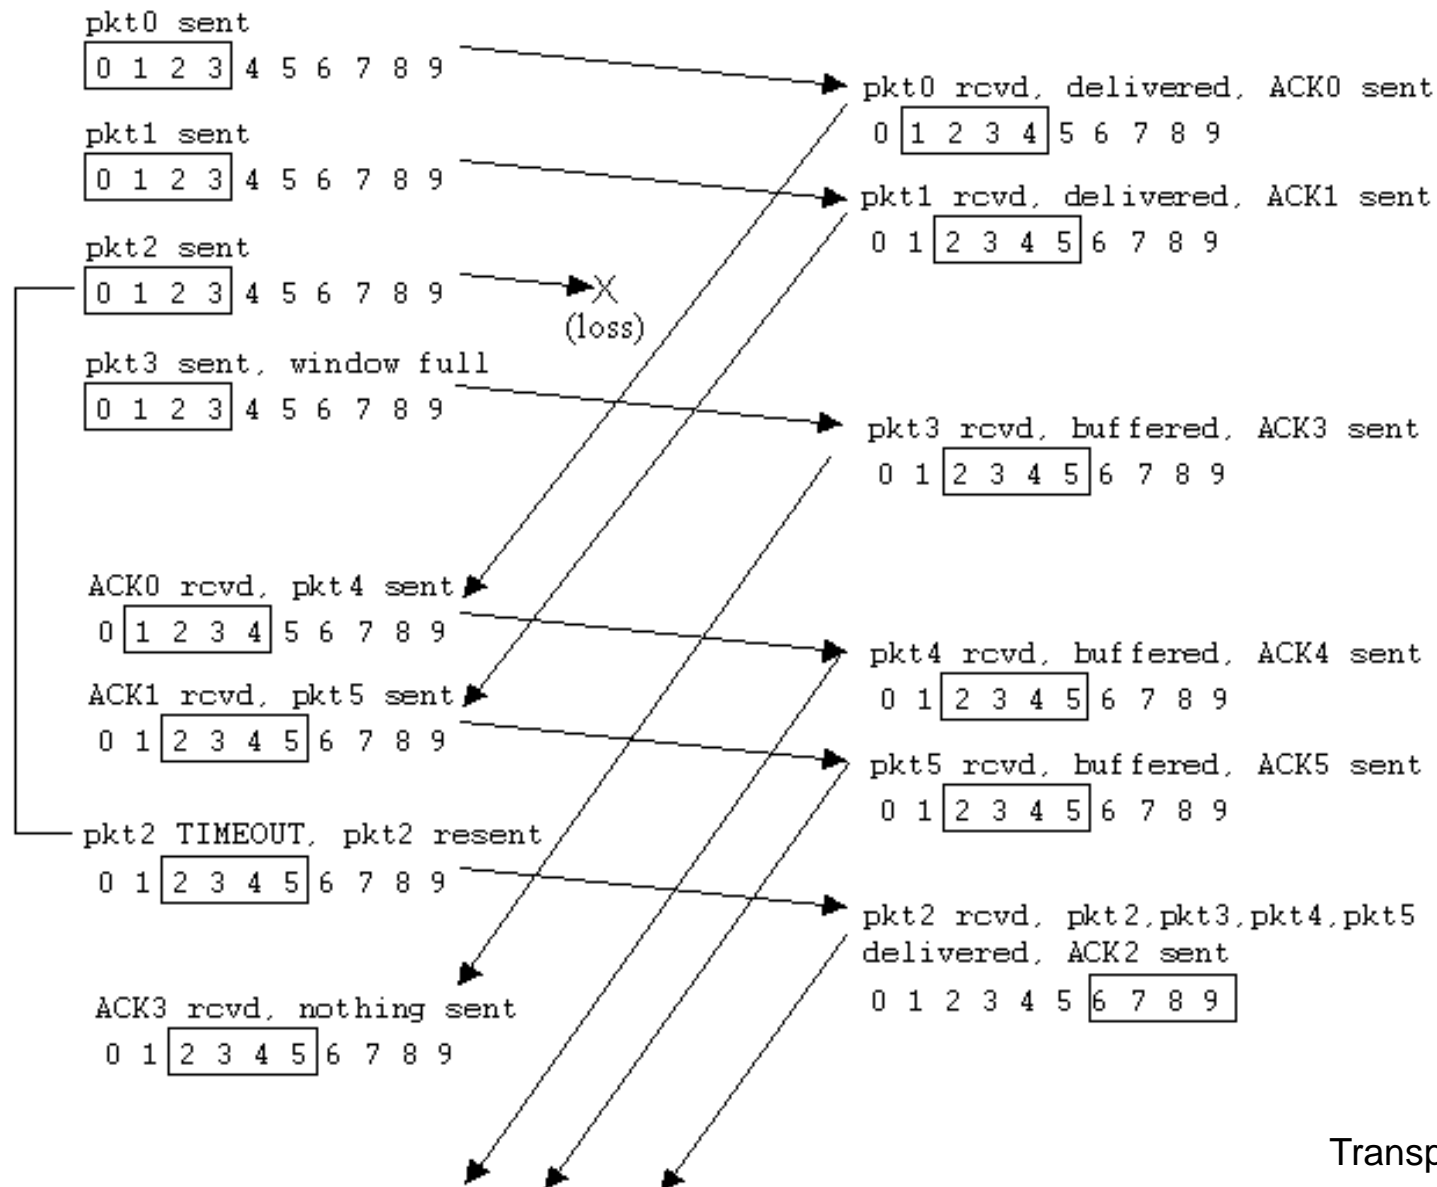 pkt0 sent
0 1 2 3 4 5 6 7 8 9
pkt0 rcvd, delivered, ACK0 sent
0 1 2 3 4 5 6 7 8 9
pkt1 sent
0 1 2 3 4 5 6 7 8 9
pkt1 rcvd, delivered, ACK1 sent
0 1 2 3 4 5 6 7 8 9
pkt2 sent
0 1 2 3 4 5 6 7 8 9
X
(loss)
pkt3 sent, window full
0 1 2 3 4 5 6 7 8 9
pkt3 rcvd, buffered, ACK3 sent
0 1 2 3 4 5 6 7 8 9
ACK0 rcvd, pkt4 sent
0 1 2 3 4 5 6 7 8 9
pkt4 rcvd, buffered, ACK4 sent
0 1 2 3 4 5 6 7 8 9
ACK1 rcvd, pkt5 sent
0 1 2 3 4 5 6 7 8 9
pkt5 rcvd, buffered, ACK5 sent
0 1 2 3 4 5 6 7 8 9
pkt2 TIMEOUT, pkt2 resent
0 1 2 3 4 5 6 7 8 9
pkt2 rcvd, pkt2,pkt3,pkt4,pkt5
delivered, ACK2 sent
0 1 2 3 4 5 6 7 8 9
ACK3 rcvd, nothing sent
0 1 2 3 4 5 6 7 8 9
Transp